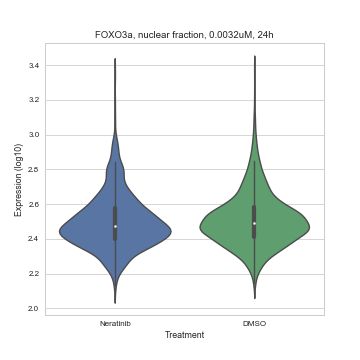 FOXO3a, nuclear fraction, 0.0032uM, 24h
Expression (log10)
3.4
3.2
3.0
2.8
2.6
2.4
2.2
2.0
Neratinib
DMSO
Treatment